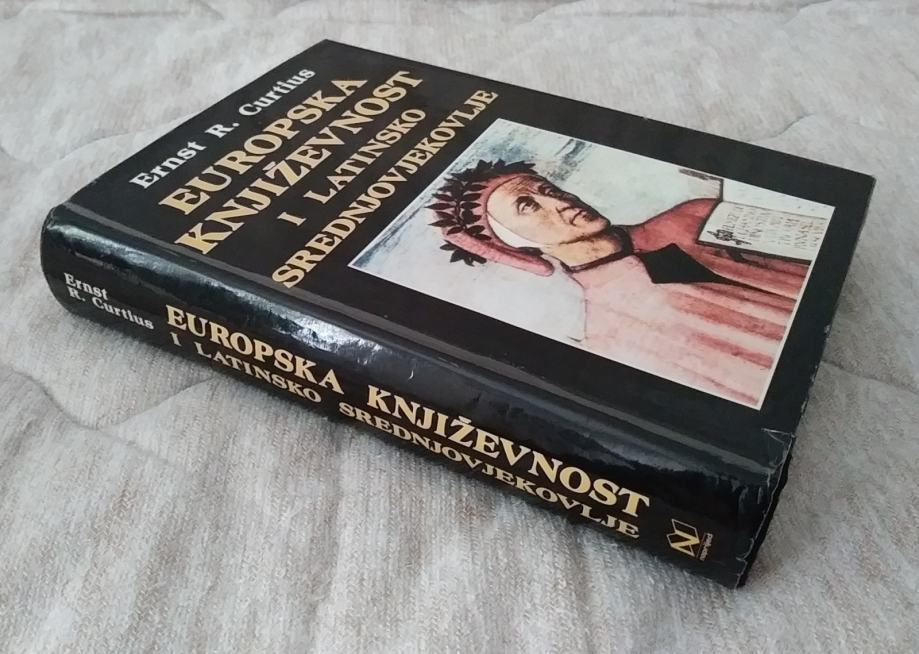 Ernst R. Curtius
EUROPSKA
KNJIŽEVNOST
I LATINSKO
SREDNJOVJEKOVLJE
Ernst
R. Curtius
EUROPSKA KNJIŽEVNOST
I LATINSKO SREDNJOVJEKOVLJE
N